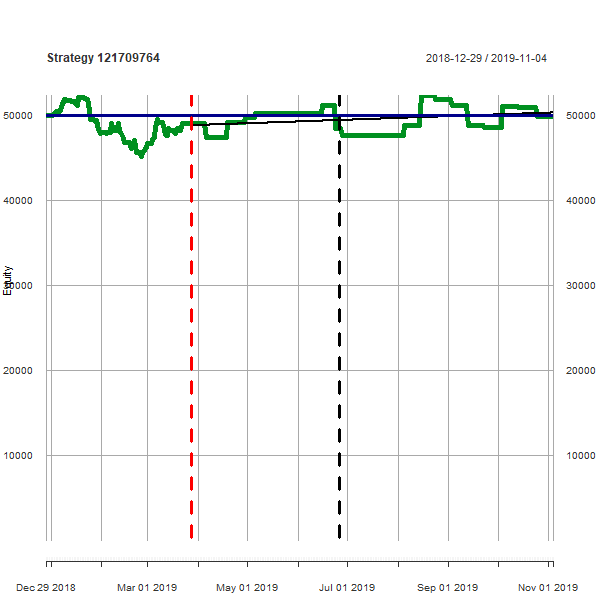 Strategy 121709764
2018-12-29 / 2019-11-04
50000 50000
40000 40000
Equity
30000 30000
20000 20000
10000 10000
Dec 29 2018 Mar 01 2019 May 01 2019 Jul 01 2019 Sep 01 2019 Nov 01 2019